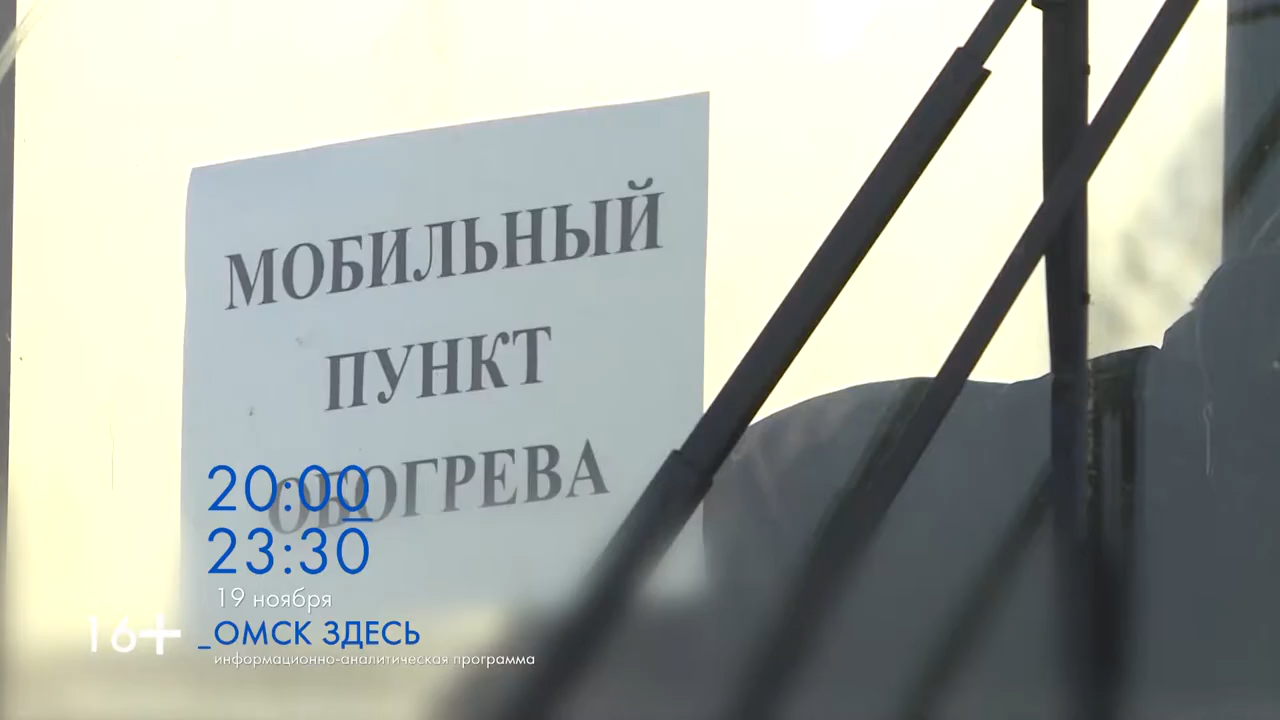 МОБИЛЬНЫЙ
ПУНКТ
ОБОГРЕВА
20:00
23:30
19 ноября
16+
_ОМСК ЗДЕСЬ
информационно-аналитическая программа